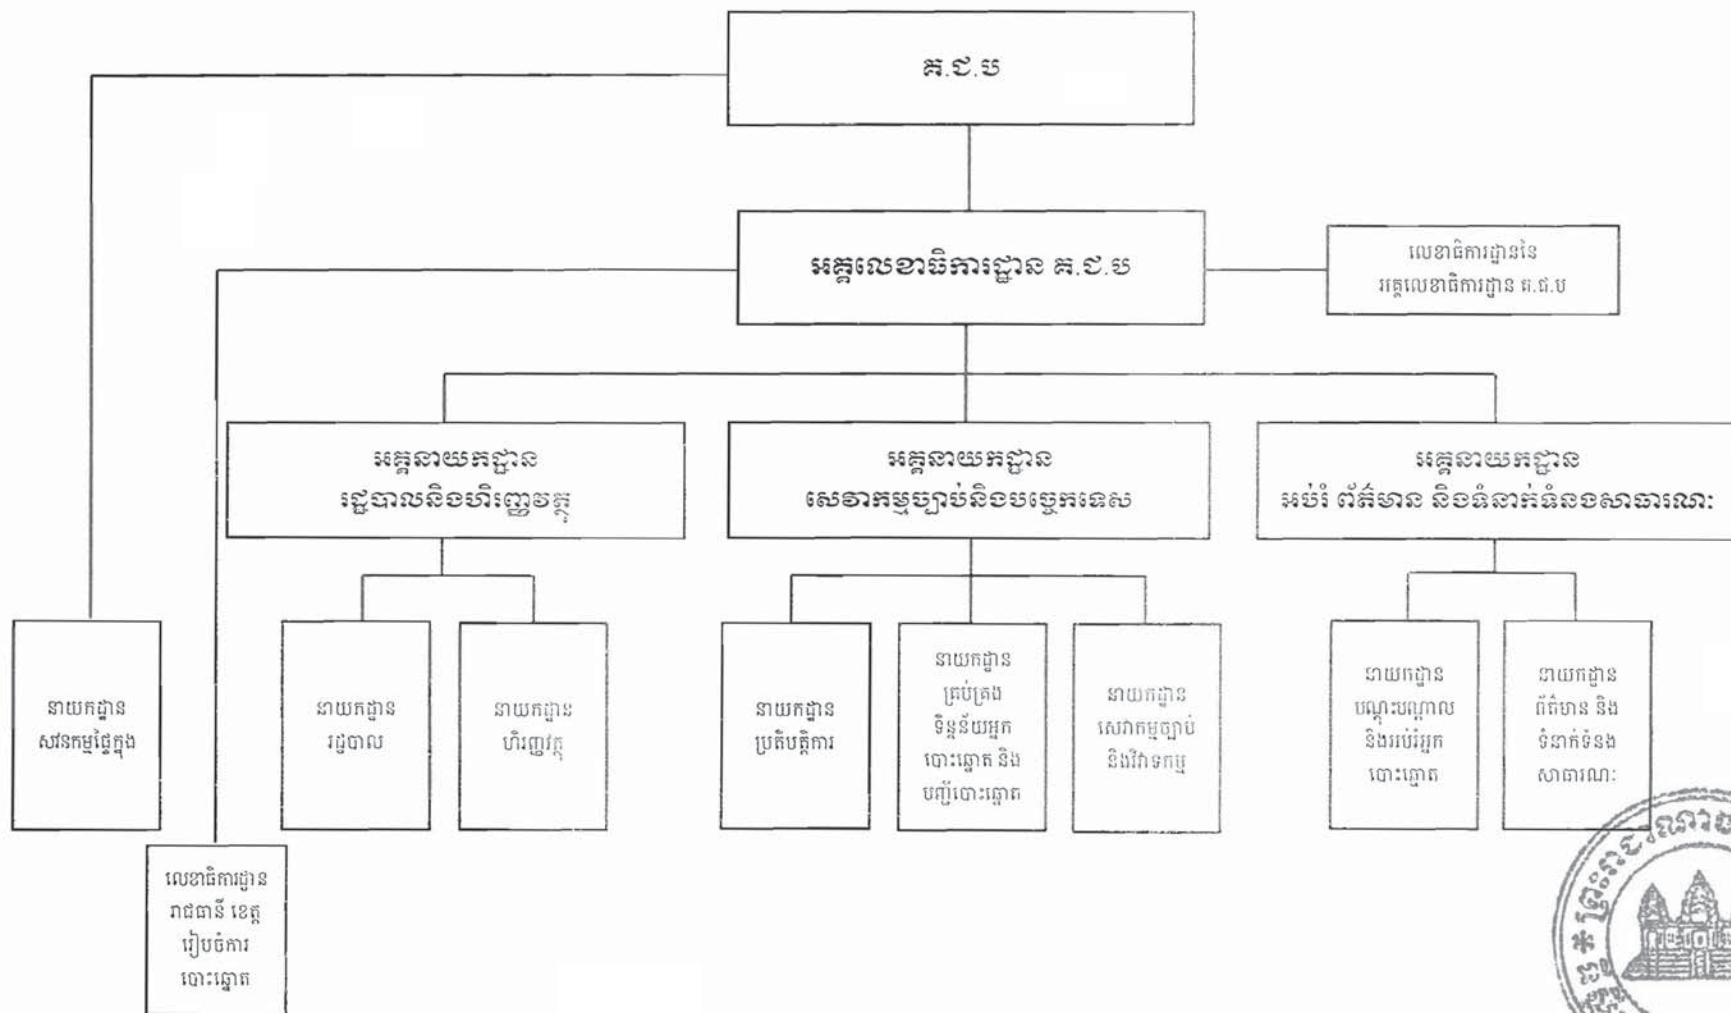 គ.ជ.ប
អគ្គលេខាធិការដ្ឋាន គ.ជ.ប
លេខាធិការដ្ឋាននៃ
អគ្គលេខាធិការដ្ឋាន គ.ជ.ប
អគ្គនាយកដ្ឋាន
រដ្ឋបាលនិងហិរញ្ញវត្ថុ
អគ្គនាយកដ្ឋាន
សេវាកម្មច្បាប់និងបច្ចេកទេស
អគ្គនាយកដ្ឋាន
អប់រំ ព័ត៌មាន និងទំនាក់ទំនងសាធារណៈ
នាយកដ្ឋាន
សវនកម្មផ្ទៃក្នុង
នាយកដ្ឋាន
រដ្ឋបាល
នាយកដ្ឋាន
ហិរញ្ញវត្ថុ
នាយកដ្ឋាន
ប្រតិបត្តិការ
នាយកដ្ឋាន
គ្រប់គ្រង
ទិន្នន័យអ្នក
បោះឆ្នោត និង
បញ្ជីបោះឆ្នោត
នាយកដ្ឋាន
សេវាកម្មច្បាប់
និងវិវាទកម្ម
នាយកដ្ឋាន
បណ្តុះបណ្តាល
និងអប់រំអ្នក
បោះឆ្នោត
នាយកដ្ឋាន
ព័ត៌មាន និង
ទំនាក់ទំនង
សាធារណៈ
លេខាធិការដ្ឋាន
រាជធានី ខេត្ត
រៀបចំការ
បោះឆ្នោត